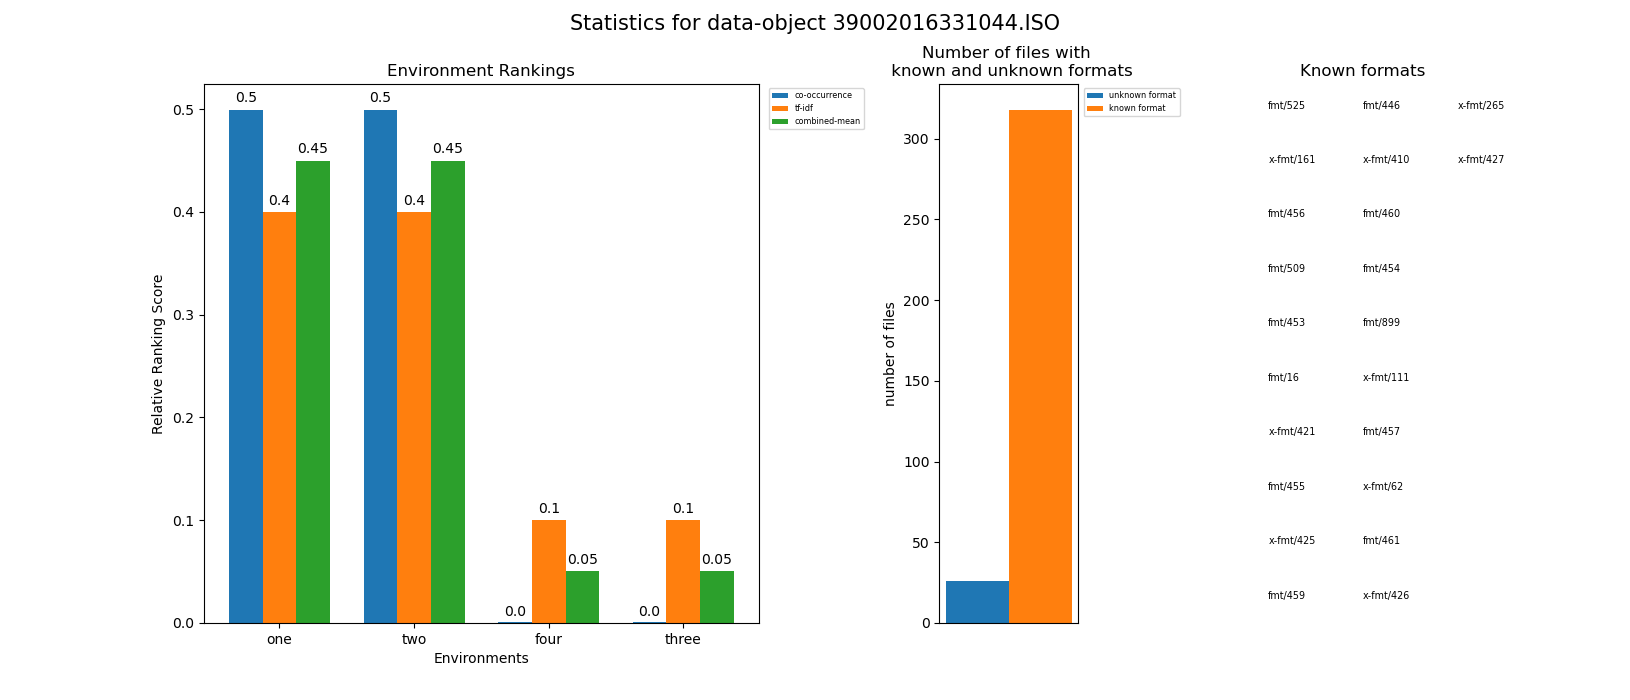 Statistics for data-object 39002016331044.ISO
Environment Rankings
0.5
0.4
0.3
0.2
0.1
0.0
Relative Ranking Score
0.5
0.4
0.45
0.5
0.4
0.45
0.0
0.1
0.05
0.0
0.1
0.05
one two four three
Environments
co-occurrence
tf-idf
combined-mean
Number of files with
known and unknown formats
300
250
200
150
100
50
0
number of files
unknown format
known format
Known formats
fmt/525 fmt/446 x-fmt/265
x-fmt/161 x-fmt/410 x-fmt/427
fmt/456 fmt/460
fmt/509 fmt/454
fmt/453 fmt/899
fmt/16 x-fmt/111
x-fmt/421 fmt/457
fmt/455 x-fmt/62
x-fmt/425 fmt/461
fmt/459 x-fmt/426